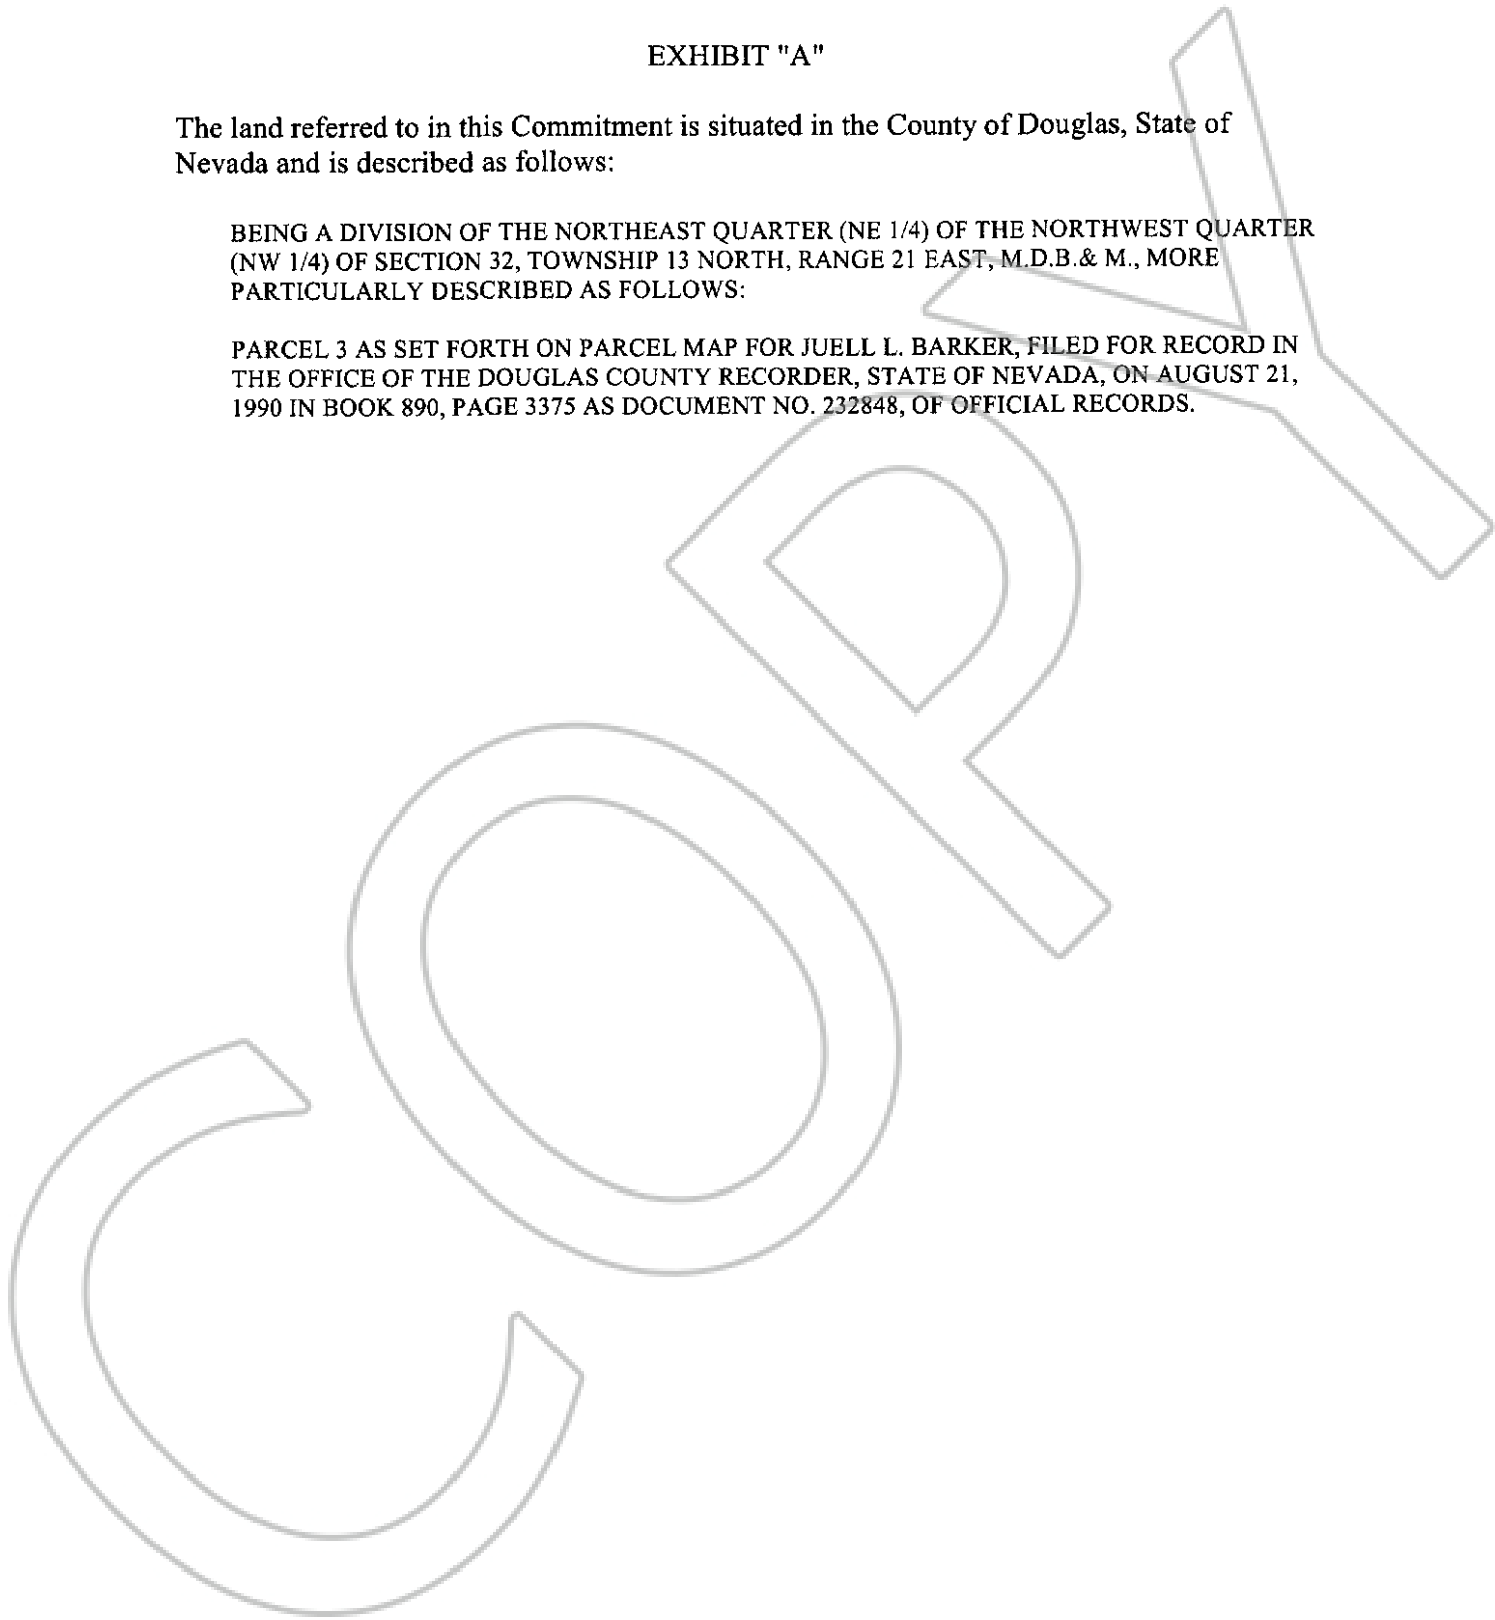 EXHIBIT "A"
The land referred to in this Commitment is situated in the County of Douglas, State of
Nevada and is described as follows:
BEING A DIVISION OF THE NORTHEAST QUARTER (NE 1/4) OF THE NORTHWEST QUARTER
(NW 1/4) OF SECTION 32, TOWNSHIP 13 NORTH, RANGE 21 EAST, M.D.B.& M., MORE
PARTICULARLY DESCRIBED AS FOLLOWS:
PARCEL 3 AS SET FORTH ON PARCEL MAP FOR JUELL L. BARKER, FILED FOR RECORD IN
THE OFFICE OF THE DOUGLAS COUNTY RECORDER, STATE OF NEVADA, ON AUGUST 21,
1990 IN BOOK 890, PAGE 3375 AS DOCUMENT NO. 232848, OF OFFICIAL RECORDS.
COPY